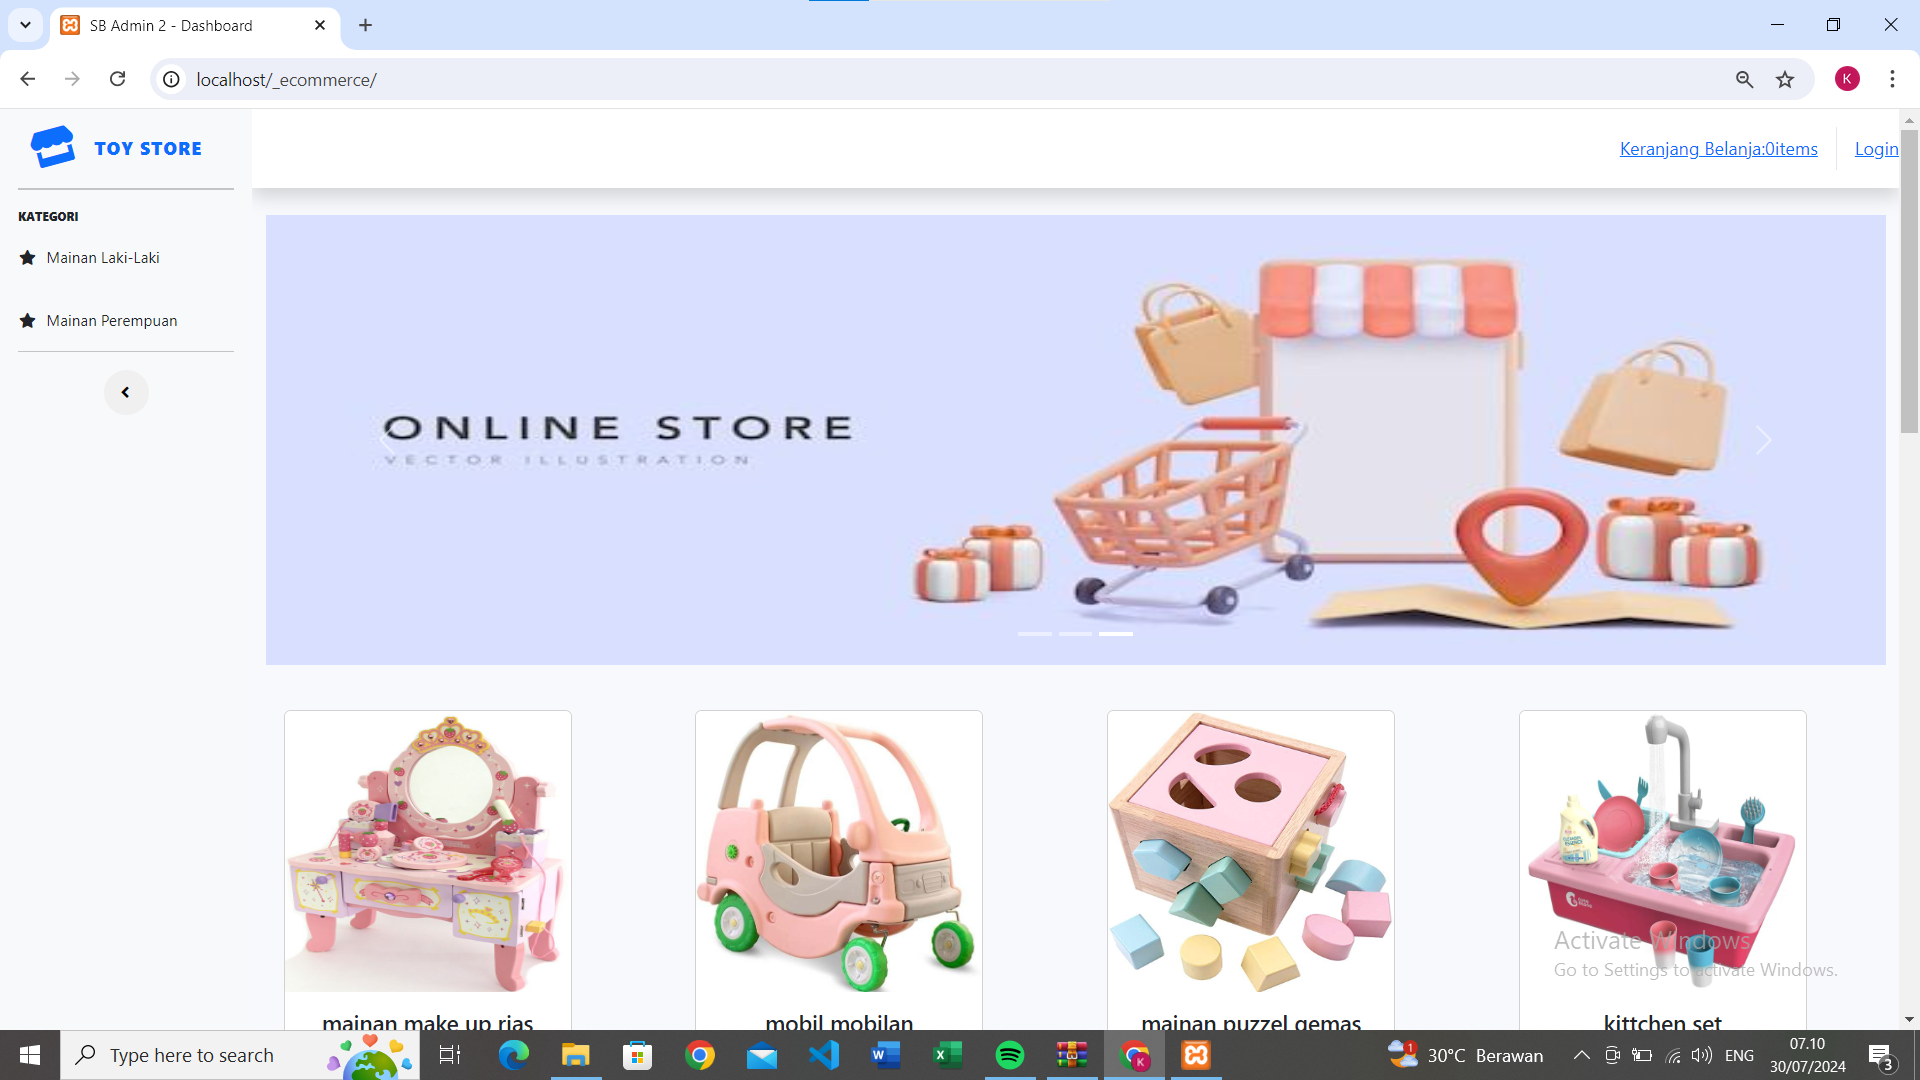 SB Admin 2 - Dashboard
localhost/_ecommerce/
K
TOY STORE
Keranjang Belanja:0items
Login
KATEGORI
Mainan Laki-Laki
Mainan Perempuan
ONLINE STORE
VECTOR ILLUSTRATION
mainan make up rias
mobil mobilan
mainan puzzel gemas
kittchen set
Activate Windows
Go to Settings to activate Windows.
Type here to search
1
30°C Berawan
ENG
07.10
30/07/2024
3